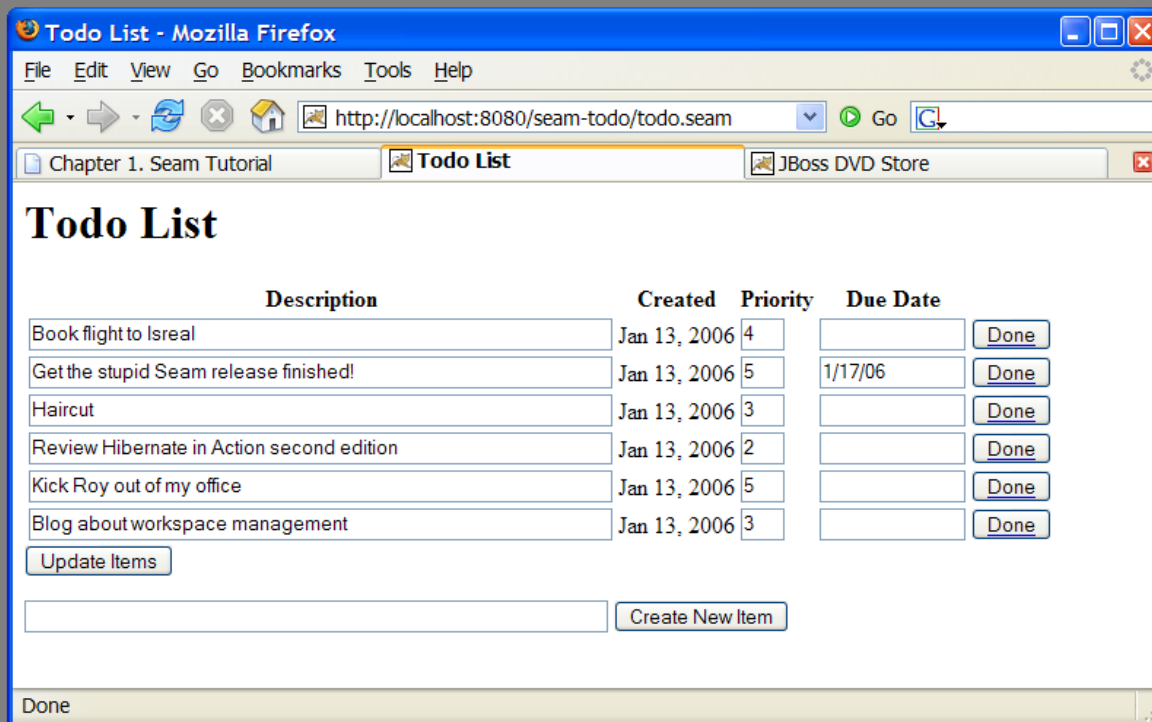 Todo List - Mozilla Firefox
File Edit View Go Bookmarks Tools Help
http://localhost:8080/seam-todo/todo.seam Go G
Chapter 1. Seam Tutorial Todo List JBoss DVD Store
Todo List
Description Created Priority Due Date
Book flight to Isreal Jan 13, 2006 4 Done
Get the stupid Seam release finished! Jan 13, 2006 5 1/17/06 Done
Haircut Jan 13, 2006 3 Done
Review Hibernate in Action second edition Jan 13, 2006 2 Done
Kick Roy out of my office Jan 13, 2006 5 Done
Blog about workspace management Jan 13, 2006 3 Done
Update Items
Create New Item
Done